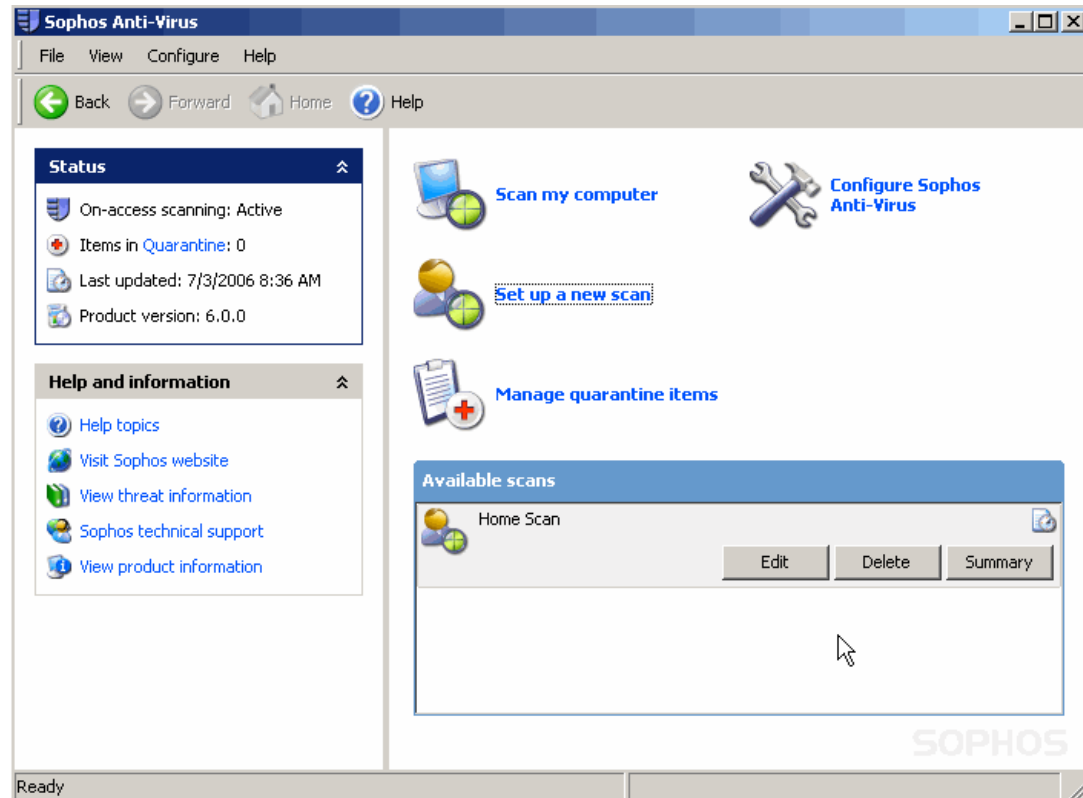 Sophos Anti-Virus
File View Configure Help
Back Forward Home Help
Status
On-access scanning: Active
Items in Quarantine: 0
Last updated: 7/3/2006 8:36 AM
Product version: 6.0.0
Help and information
Help topics
Visit Sophos website
View threat information
Sophos technical support
View product information
Scan my computer
Configure Sophos
Anti-Virus
Set up a new scan
Manage quarantine items
Available scans
Home Scan
Edit Delete Summary
SOPHOS
Ready